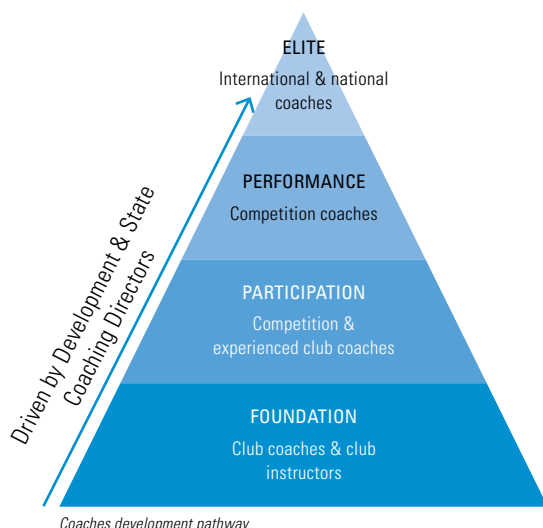 ELITE
International & national
coaches
PERFORMANCE
Competition coaches
PARTICIPATION
Competition &
experienced club coaches
FOUNDATION
Club coaches & club
instructors
Driven by Development & State
Coaching Directors
Coaches development pathway